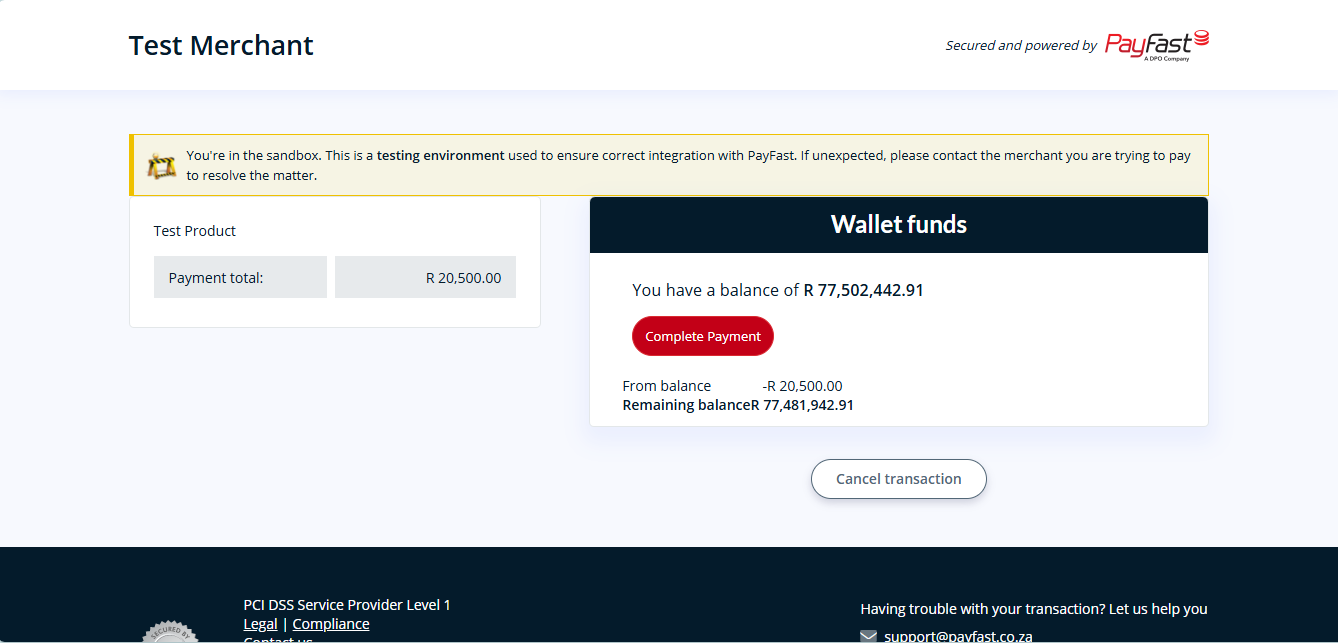 Test Merchant
Secured and powered by PayFast
A DPO Company
You're in the sandbox. This is a testing environment used to ensure correct integration with PayFast. If unexpected, please contact the merchant you are trying to pay
to resolve the matter.
Test Product
Payment total: R 20,500.00
Wallet funds
You have a balance of R 77,502,442.91
Complete Payment
From balance -R 20,500.00
Remaining balanceR 77,481,942.91
Cancel transaction
PCI DSS Service Provider Level 1
Legal | Compliance
Contact us
SECURED BY
Having trouble with your transaction? Let us help you
support@payfast.co.za